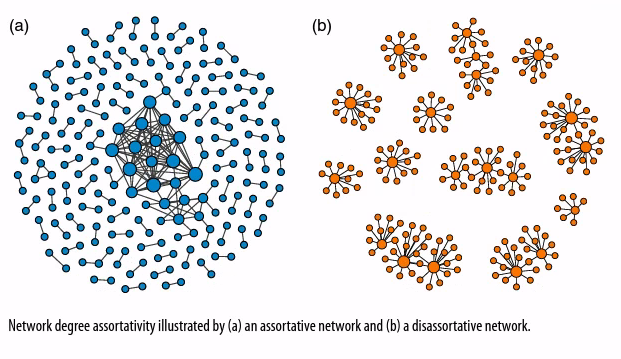 (a)
(b)
Network degree assortativity illustrated by (a) an assortative network and (b) a disassortative network.